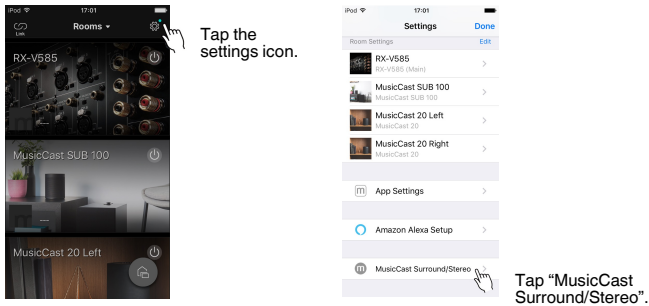 iPod 17:01
Link Rooms
RX-V585
MusicCast SUB 100
MusicCast 20 Left
Tap the
settings icon.
iPod 17:01
Settings Done
Room Settings Edit
RX-V585
RX-V585 (Main)
MusicCast SUB 100
MusicCast SUB 100
MusicCast 20 Left
MusicCast 20
MusicCast 20 Right
MusicCast 20
App Settings
Amazon Alexa Setup
MusicCast Surround/Stereo
Tap “MusicCast
Surround/Stereo”.